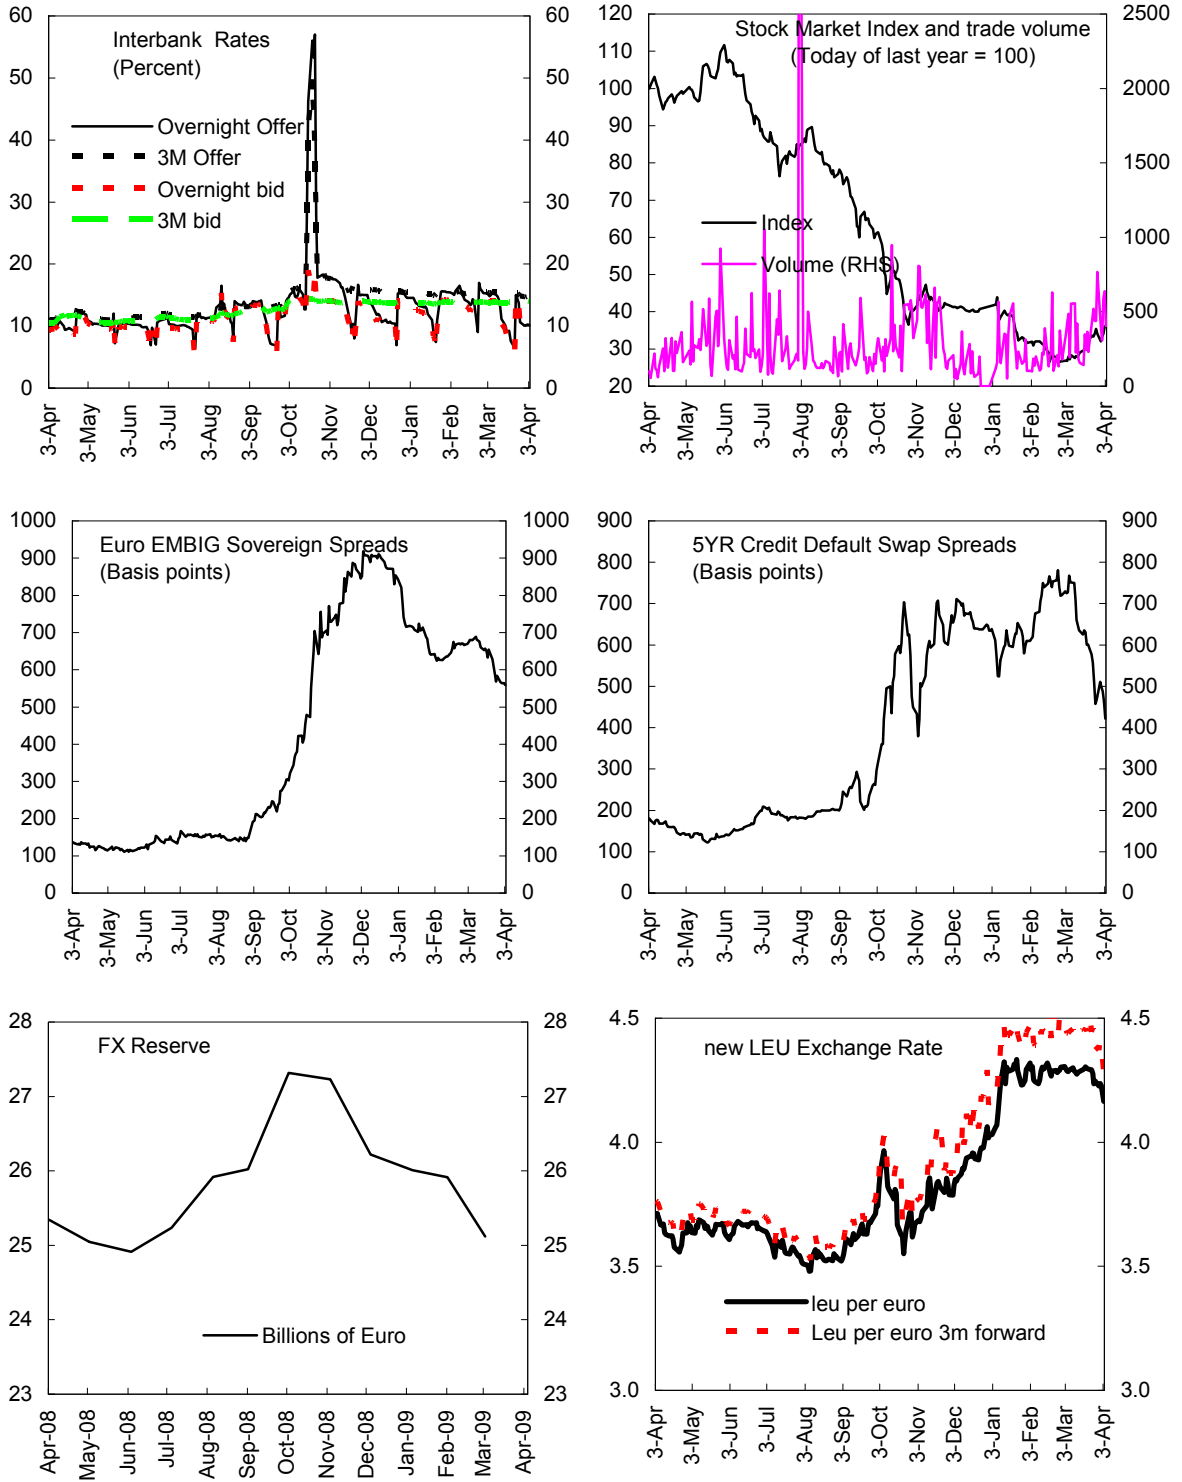 60
50
40
30
20
10
0
Interbank Rates
(Percent)
Overnight Offer
3M Offer
Overnight bid
3M bid
60
50
40
30
20
10
0
3-Apr
3-May
3-Jun
3-Jul
3-Aug
3-Sep
3-Oct
3-Nov
3-Dec
3-Jan
3-Feb
3-Mar
3-Apr
120
110
100
90
80
70
60
50
40
30
20
Stock Market Index and trade volume
(Today of last year = 100)
Index
Volume (RHS)
2500
2000
1500
1000
500
0
3-Apr
3-May
3-Jun
3-Jul
3-Aug
3-Sep
3-Oct
3-Nov
3-Dec
3-Jan
3-Feb
3-Mar
3-Apr
1000
900
800
700
600
500
400
300
200
100
0
Euro EMBIG Sovereign Spreads
(Basis points)
1000
900
800
700
600
500
400
300
200
100
0
3-Apr
3-May
3-Jun
3-Jul
3-Aug
3-Sep
3-Oct
3-Nov
3-Dec
3-Jan
3-Feb
3-Mar
3-Apr
900
800
700
600
500
400
300
200
100
0
5YR Credit Default Swap Spreads
(Basis points)
900
800
700
600
500
400
300
200
100
0
3-Apr
3-May
3-Jun
3-Jul
3-Aug
3-Sep
3-Oct
3-Nov
3-Dec
3-Jan
3-Feb
3-Mar
3-Apr
28
27
26
25
24
23
FX Reserve
Billions of Euro
28
27
26
25
24
23
Apr-08
May-08
Jun-08
Jul-08
Aug-08
Sep-08
Oct-08
Nov-08
Dec-08
Jan-09
Feb-09
Mar-09
Apr-09
4.5
4.0
3.5
3.0
new LEU Exchange Rate
leu per euro
Leu per euro 3m forward
4.5
4.0
3.5
3.0
3-Apr
3-May
3-Jun
3-Jul
3-Aug
3-Sep
3-Oct
3-Nov
3-Dec
3-Jan
3-Feb
3-Mar
3-Apr